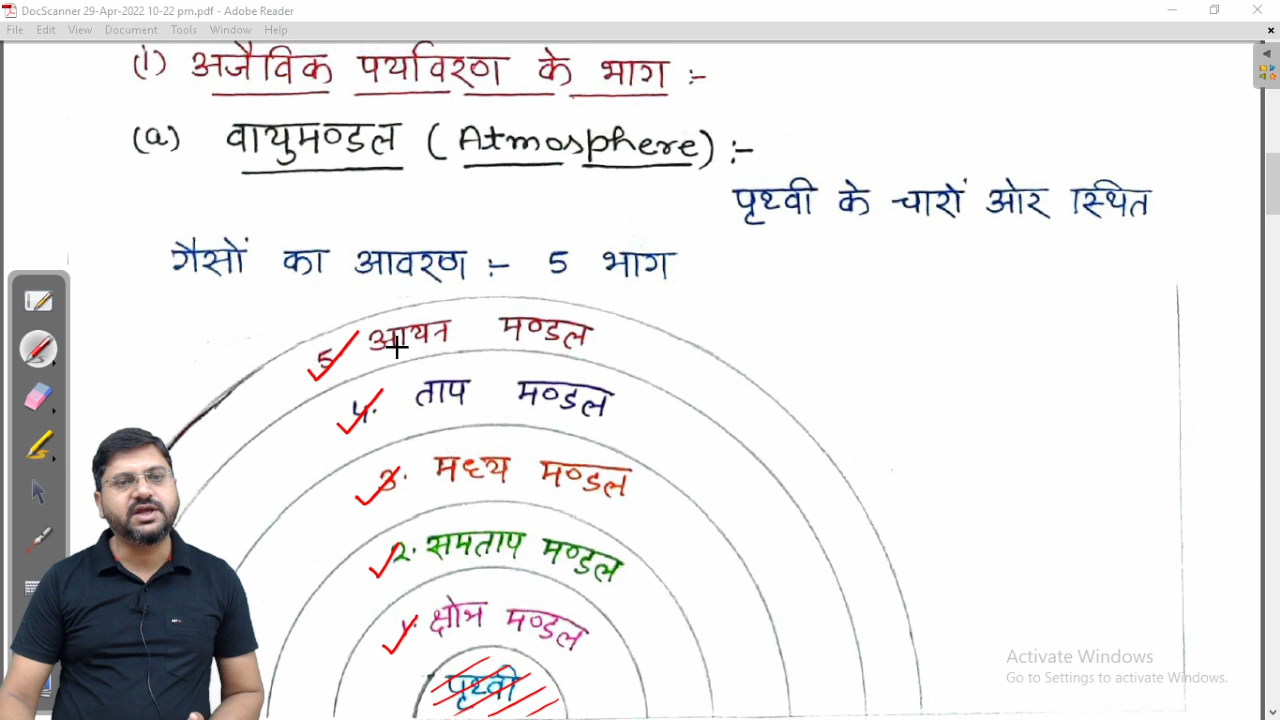 DocScanner 29-Apr-2022 10-22 pm.pdf - Adobe Reader
File Edit View Document Tools Window Help
(1) अजैविक पर्यावरण के भाग :-
(a) वायुमण्डल (Atmosphere) :-
पृथ्वी के चारों ओर स्थित
गैसों का आवरण :- 5 भाग
5 आयन मण्डल
4. ताप मण्डल
3. मध्य मण्डल
2. समताप मण्डल
1. क्षोभ मण्डल
पृथ्वी
Activate Windows
Go to Settings to activate Windows.